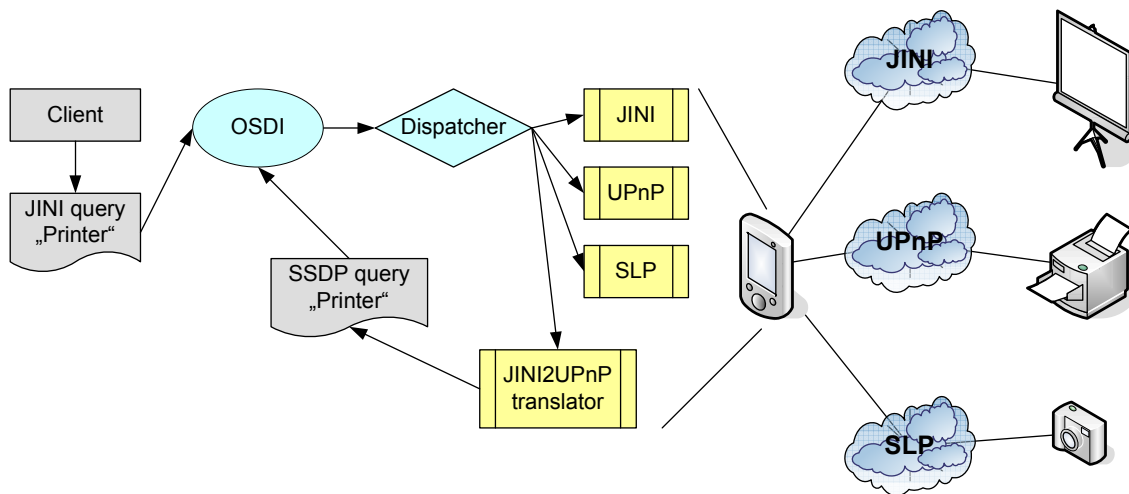 Client
JINI query
„Printer“
OSDI
Dispatcher
JINI
UPnP
SLP
SSDP query
„Printer“
JINI2UPnP
translator
JINI
UPnP
SLP